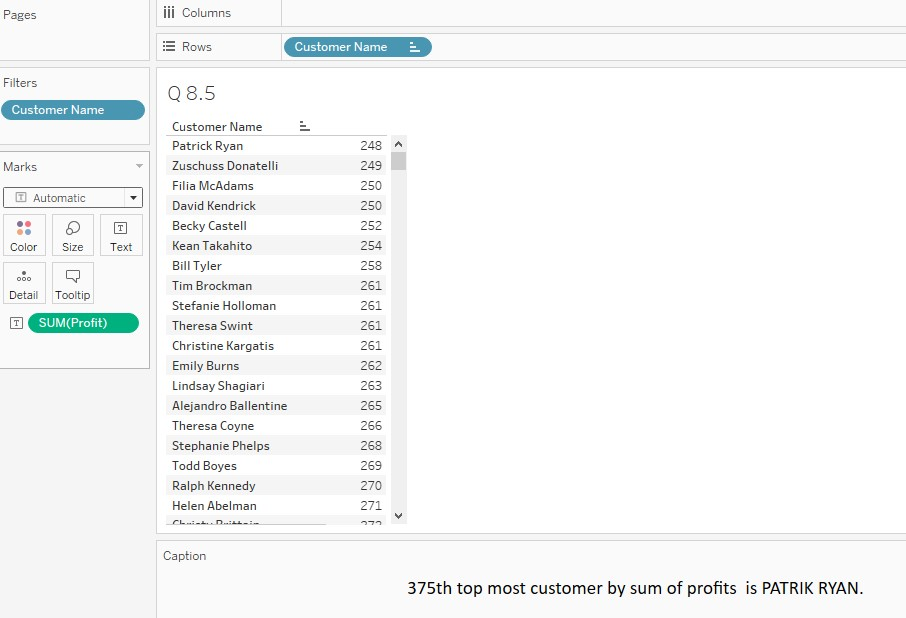 Pages
Columns
Rows
Customer Name
Filters
Customer Name
Marks
Automatic
Color
Size
Text
Detail
Tooltip
SUM(Profit)
Q 8.5
Customer Name
Patrick Ryan 248
Zuschuss Donatelli 249
Filia McAdams 250
David Kendrick 250
Becky Castell 252
Kean Takahito 254
Bill Tyler 258
Tim Brockman 261
Stefanie Holloman 261
Theresa Swint 261
Christine Kargatis 261
Emily Burns 262
Lindsay Shagiari 263
Alejandro Ballentine 265
Theresa Coyne 266
Stephanie Phelps 268
Todd Boyes 269
Ralph Kennedy 270
Helen Abelman 271
Christy Brittain 272
Caption
375th top most customer by sum of profits is PATRIK RYAN.